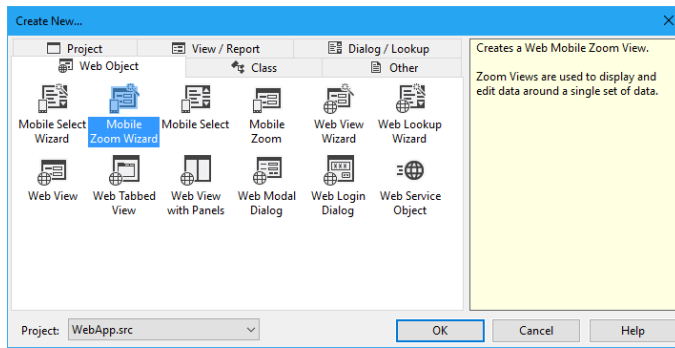 Create New...
Project
View / Report
Dialog / Lookup
Web Object
Class
Other
Mobile Select
Wizard
Mobile
Zoom Wizard
Mobile Select
Mobile
Zoom
Web View
Wizard
Web Lookup
Wizard
Web View
Web Tabbed
View
Web View
with Panels
Web Modal
Dialog
Web Login
Dialog
Web Service
Object
Creates a Web Mobile Zoom View.
Zoom Views are used to display and
edit data around a single set of data.
Project:
WebApp.src
OK
Cancel
Help